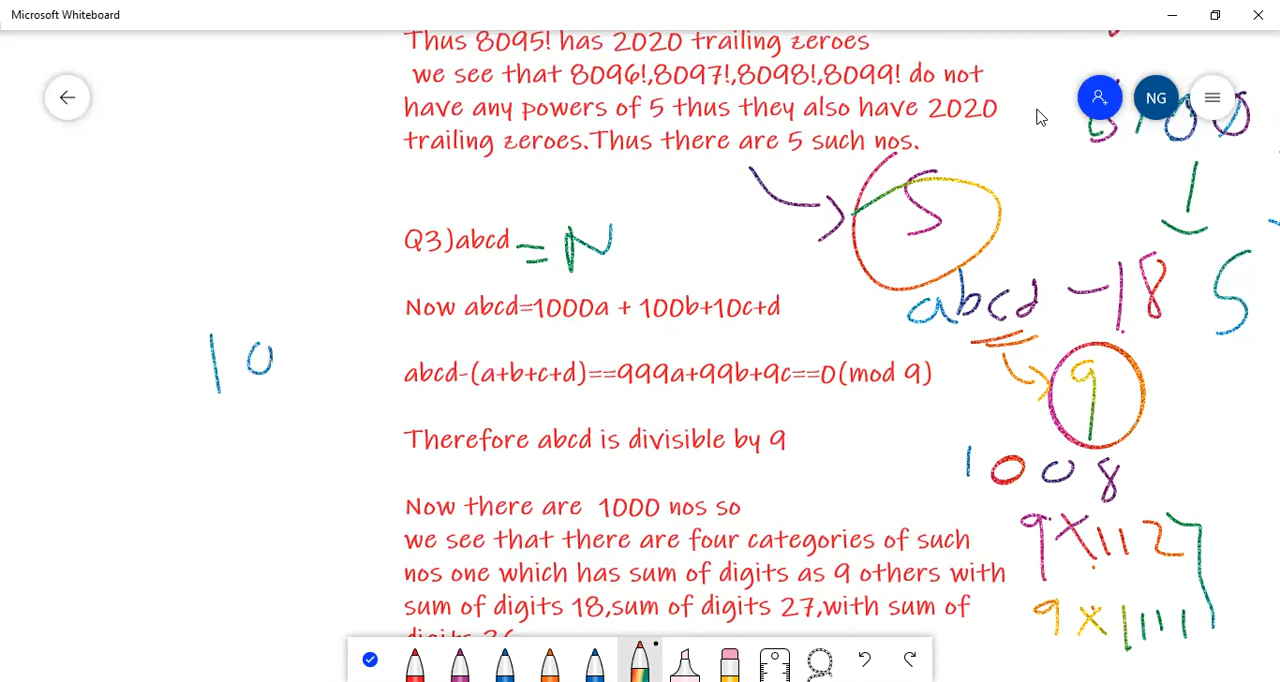 Microsoft Whiteboard
Thus 8095! has 2020 trailing zeroes
we see that 8096!,8097!,8098!,8099! do not
have any powers of 5 thus they also have 2020
trailing zeroes.Thus there are 5 such nos.
NG
5
Q3)abcd = N
abcd - 18
5
Now abcd=1000a + 100b+10c+d
10
abcd-(a+b+c+d)==999a+99b+9c==0(mod 9)
9
Therefore abcd is divisible by 9
1008
Now there are 1000 nos so
9×112
we see that there are four categories of such
nos one which has sum of digits as 9 others with
sum of digits 18,sum of digits 27,with sum of
9×1111